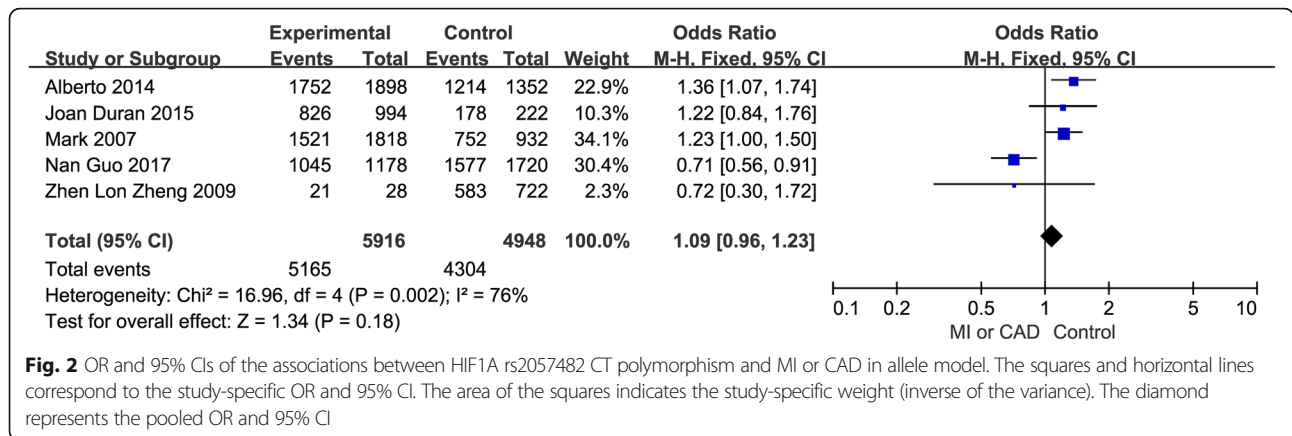 Experimental Control Odds Ratio Odds Ratio
Study or Subgroup Events Total Events Total Weight M-H, Fixed, 95% CI M-H, Fixed, 95% CI
Alberto 2014 1752 1898 1214 1352 22.9% 1.36 [1.07, 1.74]
Joan Duran 2015 826 994 178 222 10.3% 1.22 [0.84, 1.76]
Mark 2007 1521 1818 752 932 34.1% 1.23 [1.00, 1.50]
Nan Guo 2017 1045 1178 1577 1720 30.4% 0.71 [0.56, 0.91]
Zhen Lon Zheng 2009 21 28 583 722 2.3% 0.72 [0.30, 1.72]
Total (95% CI) 5916 4948 100.0% 1.09 [0.96, 1.23]
Total events 5165 4304
Heterogeneity: Chi² = 16.96, df = 4 (P = 0.002); I² = 76%
Test for overall effect: Z = 1.34 (P = 0.18)
0.1 0.2 0.5 1 2 5 10
MI or CAD Control
Fig. 2 OR and 95% CIs of the associations between HIF1A rs2057482 CT polymorphism and MI or CAD in allele model. The squares and horizontal lines
correspond to the study-specific OR and 95% CI. The area of the squares indicates the study-specific weight (inverse of the variance). The diamond
represents the pooled OR and 95% CI